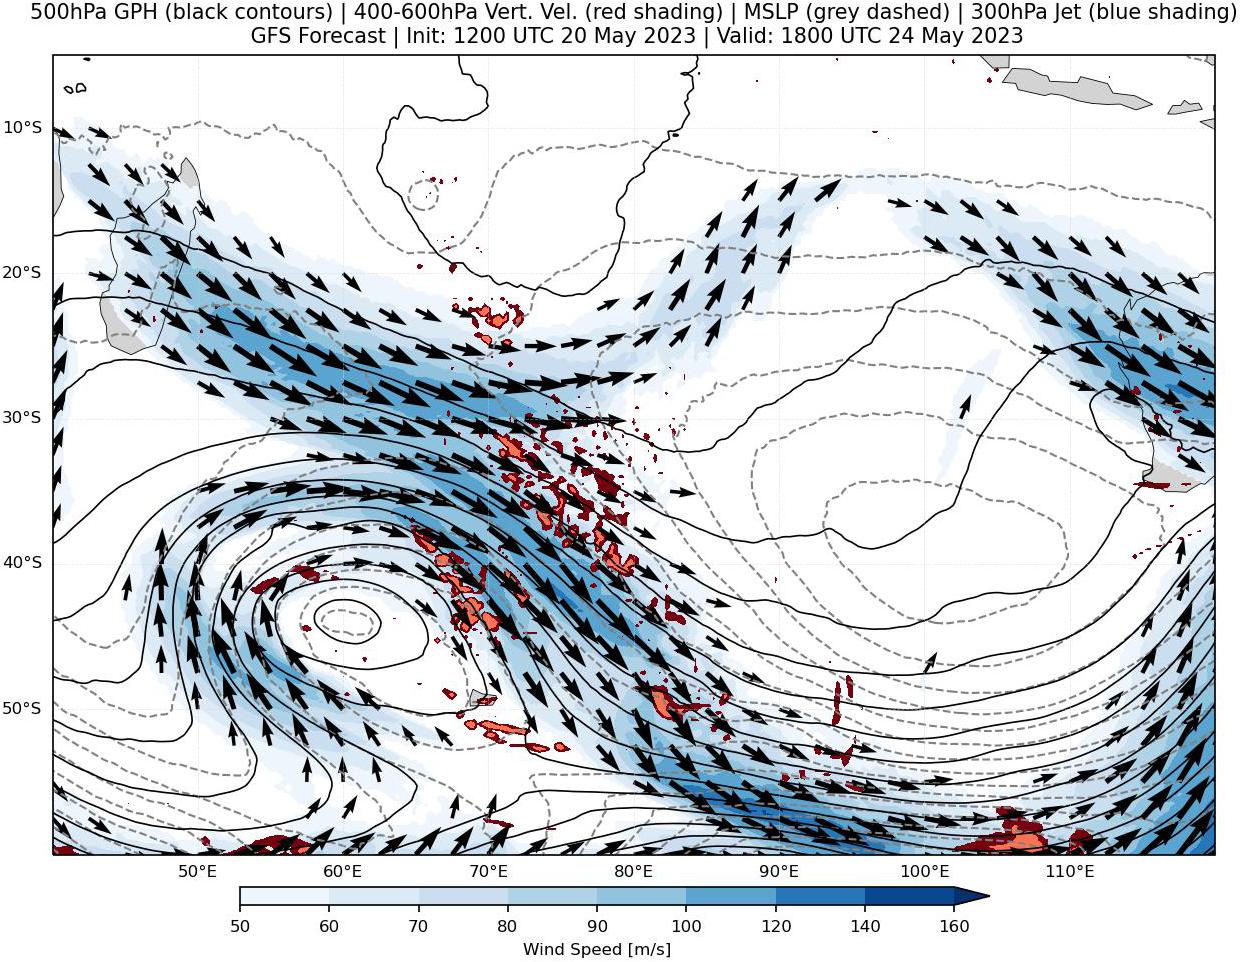 500hPa GPH (black contours) | 400-600hPa Vert. Vel. (red shading) | MSLP (grey dashed) | 300hPa Jet (blue shading)
GFS Forecast | Init: 1200 UTC 20 May 2023 | Valid: 1800 UTC 24 May 2023
10°S
20°S
30°S
40°S
50°S
50°E 60°E 70°E 80°E 90°E 100°E 110°E
50 60 70 80 90 100 120 140 160
Wind Speed [m/s]